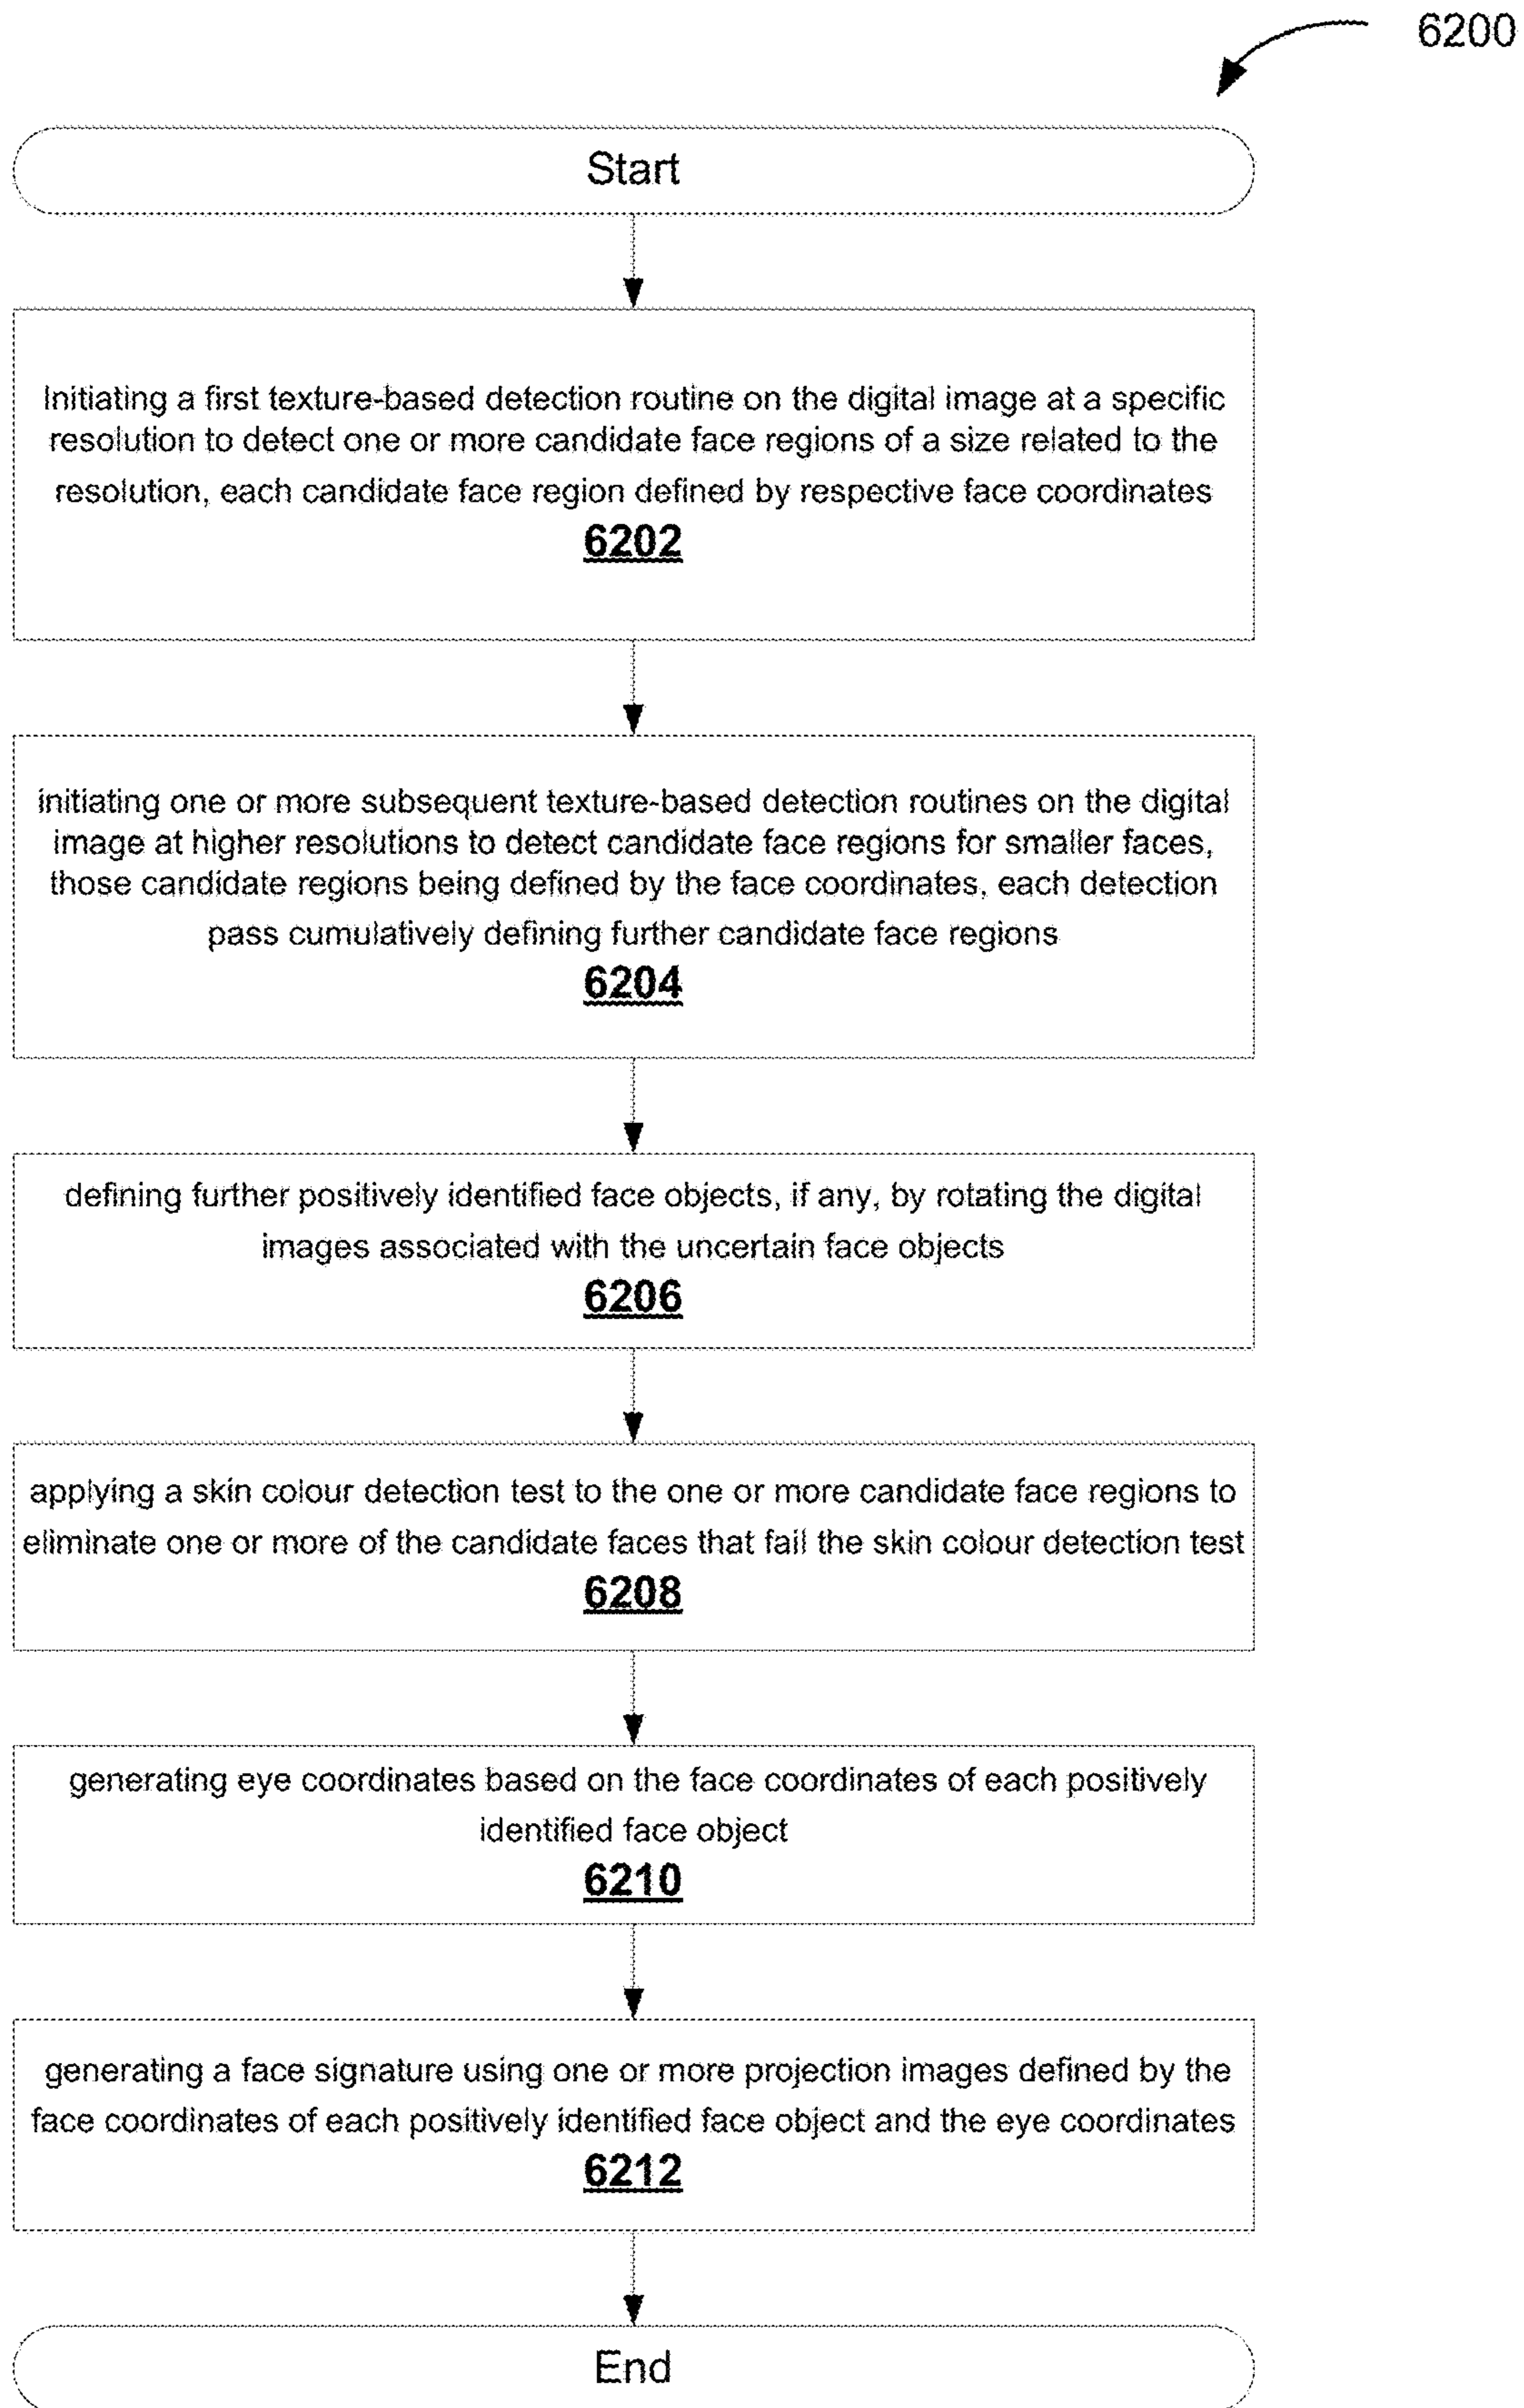 6200
Start
Initiating a first texture-based detection routine on the digital image at a specific
resolution to detect one or more candidate face regions of a size related to the
resolution, each candidate face region defined by respective face coordinates
6202
initiating one or more subsequent texture-based detection routines on the digital
image at higher resolutions to detect candidate face regions for smaller faces,
those candidate regions being defined by the face coordinates, each detection
pass cumulatively defining further candidate face regions
6204
defining further positively identified face objects, if any, by rotating the digital
images associated with the uncertain face objects
6206
applying a skin colour detection test to the one or more candidate face regions to
eliminate one or more of the candidate faces that fail the skin colour detection test
6208
generating eye coordinates based on the face coordinates of each positively
identified face object
6210
generating a face signature using one or more projection images defined by the
face coordinates of each positively identified face object and the eye coordinates
6212
End